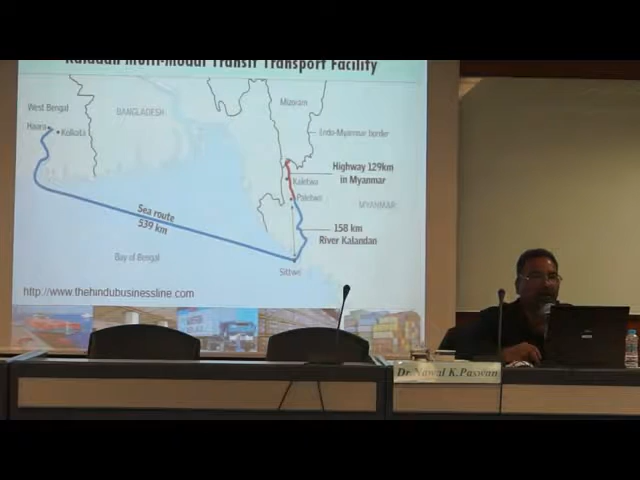 Kaladan Multi-Modal Transit Transport Facility
West Bengal
BANGLADESH
Mizoram
Haora
Kolkata
Indo-Myanmar border
Highway 129km
in Myanmar
Kaletwa
Paletwa
MYANMAR
Sea route
539 km
158 km
River Kalandan
Bay of Bengal
Sittwe
http://www.thehindubusinessline.com
Dr.Nawal K.Paswan